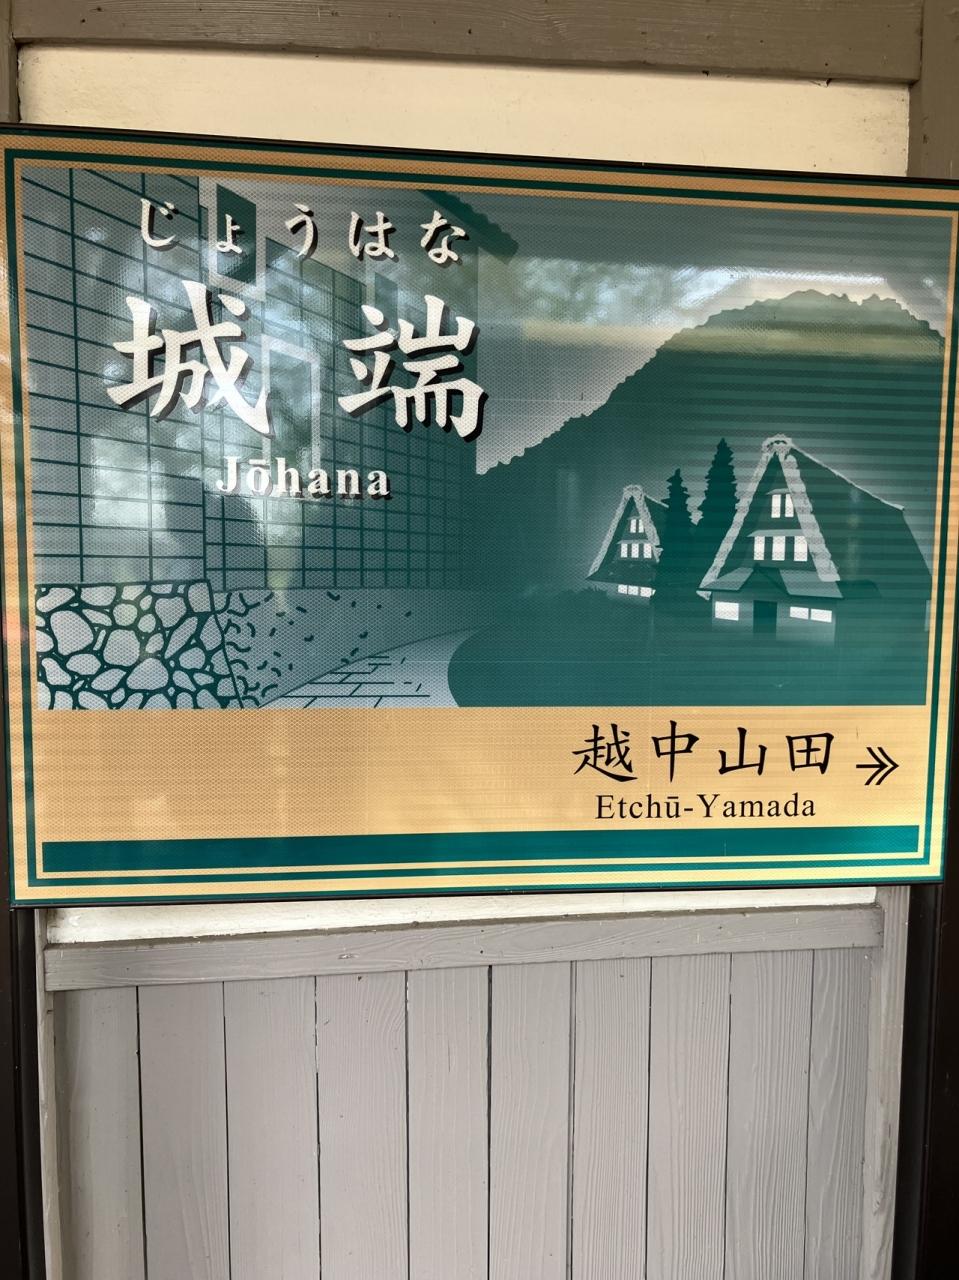 じょうはな
城端
Jōhana
越中山田
Etchū-Yamada